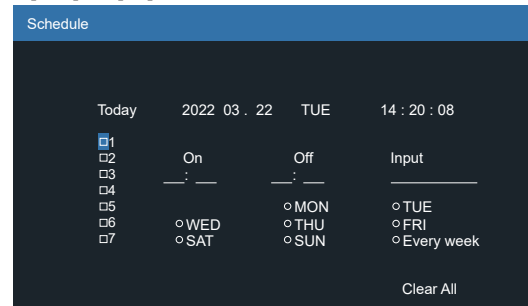 Schedule
Today 2022 03 . 22 TUE 14 : 20 : 08
□1
□2 On Off Input
□3 __:__ __:__ ________
□4
□5 ○MON ○TUE
□6 ○WED ○THU ○FRI
□7 ○SAT ○SUN ○Every week
Clear All